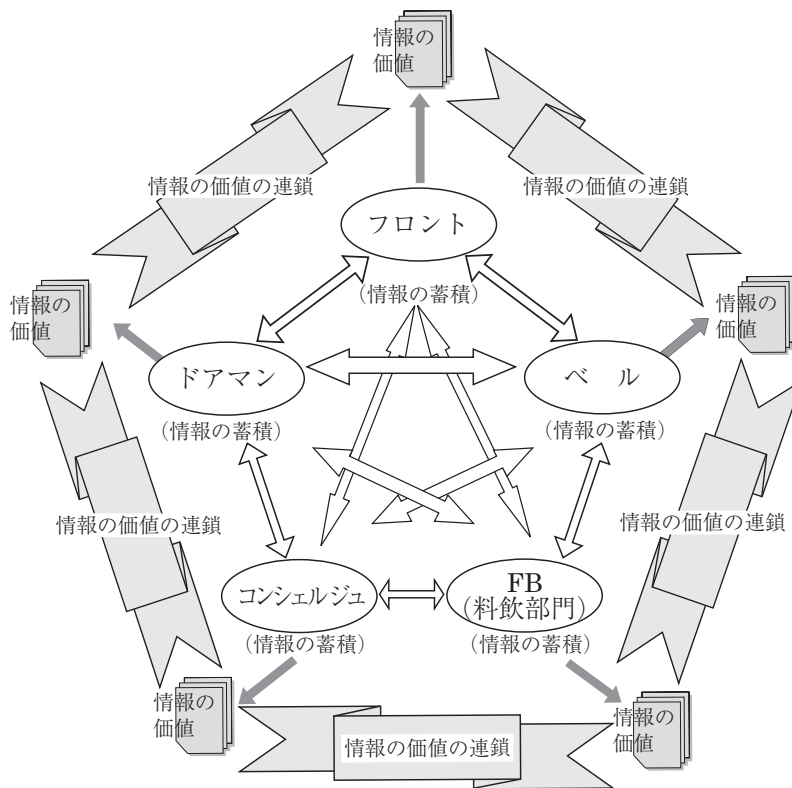 情報の
価値
情報の価値の連鎖
情報の価値の連鎖
フロント
(情報の蓄積)
情報の
価値
情報の
価値
ドアマン
(情報の蓄積)
ベル
(情報の蓄積)
情報の価値の連鎖
情報の価値の連鎖
コンシェルジュ
(情報の蓄積)
FB
(料飲部門)
(情報の蓄積)
情報の
価値
情報の
価値
情報の価値の連鎖